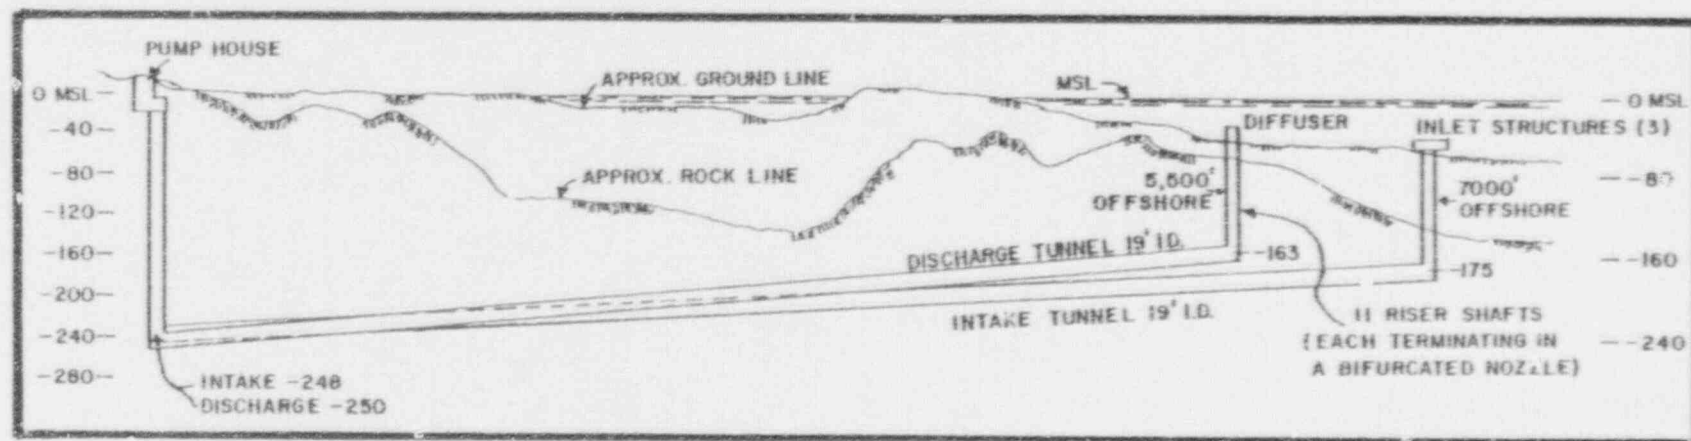 PUMP HOUSE
APPROX. GROUND LINE
MSL
0 MSL
0 MSL
-40
DIFFUSER
INLET STRUCTURES (3)
-80
APPROX. ROCK LINE
5,500'
OFFSHORE
7000'
OFFSHORE
-80
-120
-160
DISCHARGE TUNNEL 19' I.D.
-163
-175
-160
-200
INTAKE TUNNEL 19' I.D.
11 RISER SHAFTS
(EACH TERMINATING IN
A BIFURCATED NOZZLE)
-240
-240
-280
INTAKE -248
DISCHARGE -250